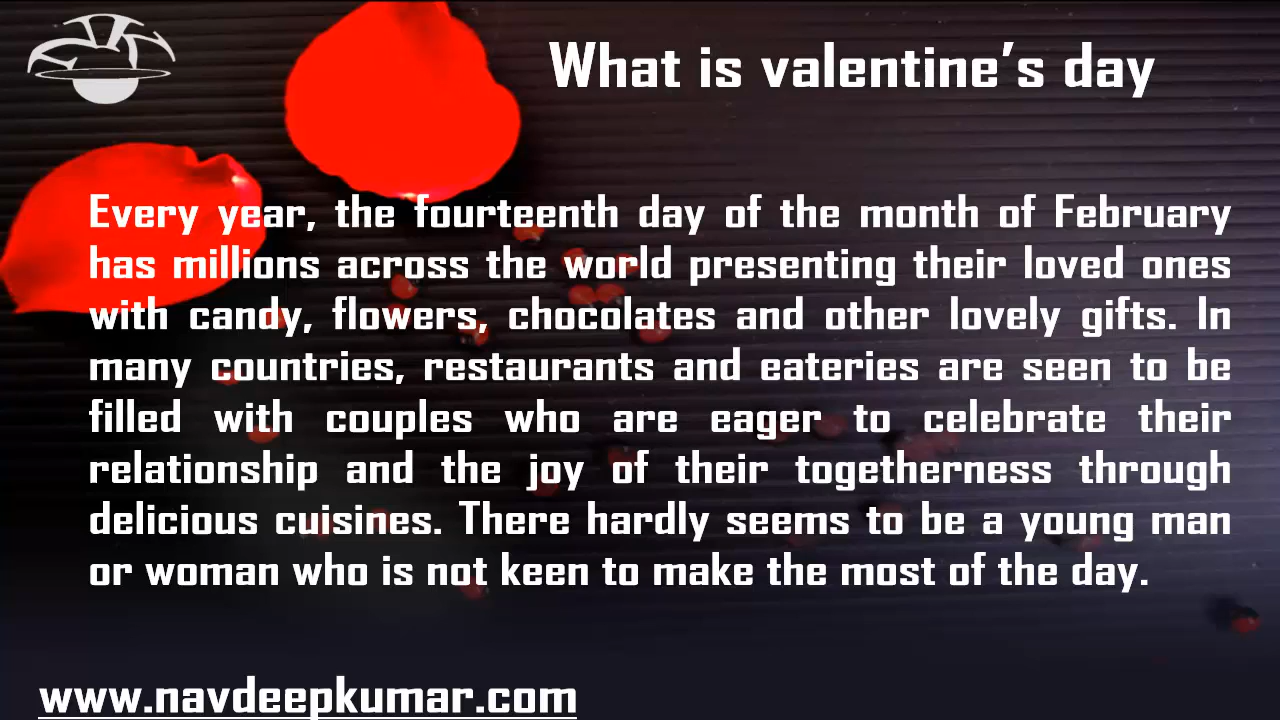 What is valentine’s day
Every year, the fourteenth day of the month of February
has millions across the world presenting their loved ones
with candy, flowers, chocolates and other lovely gifts. In
many countries, restaurants and eateries are seen to be
filled with couples who are eager to celebrate their
relationship and the joy of their togetherness through
delicious cuisines. There hardly seems to be a young man
or woman who is not keen to make the most of the day.
www.navdeepkumar.com